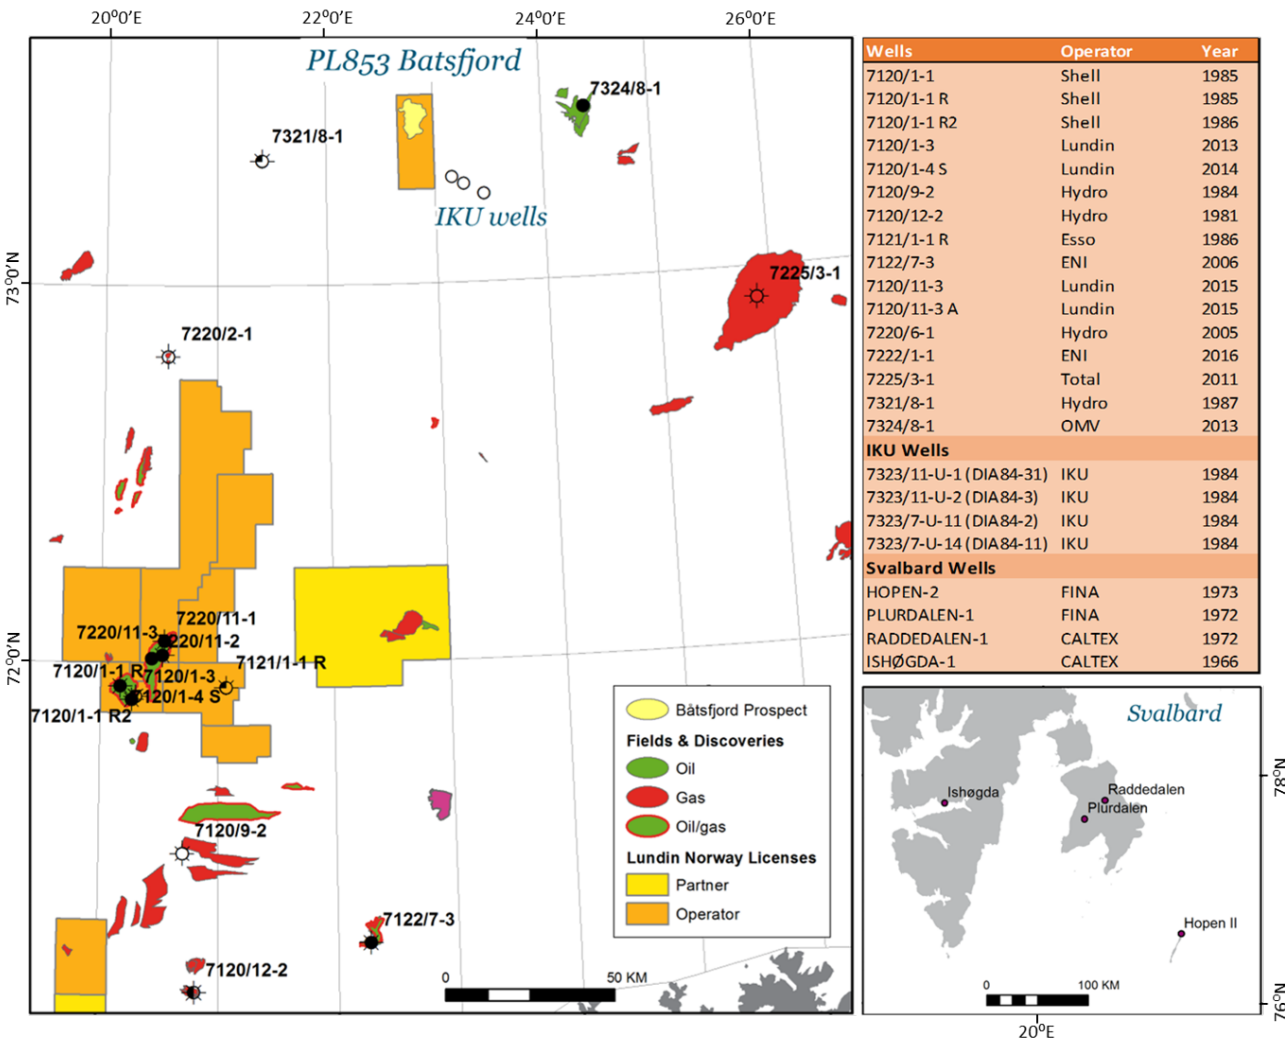 20°0'E 22°0'E 24°0'E 26°0'E
PL853 Batsfjord
7324/8-1
7321/8-1
IKU wells
73°0'N
7225/3-1
7220/2-1
7220/11-1
7220/11-3
220/11-2
72°0'N
7121/1-1 R
7120/1-1 R
7120/1-3
7120/1-4 S
7120/1-1 R2
7120/9-2
7122/7-3
7120/12-2
0 50 KM
Båtsfjord Prospect
Fields & Discoveries
Oil
Gas
Oil/gas
Lundin Norway Licenses
Partner
Operator
Wells Operator Year
7120/1-1 Shell 1985
7120/1-1 R Shell 1985
7120/1-1 R2 Shell 1986
7120/1-3 Lundin 2013
7120/1-4 S Lundin 2014
7120/9-2 Hydro 1984
7120/12-2 Hydro 1981
7121/1-1 R Esso 1986
7122/7-3 ENI 2006
7120/11-3 Lundin 2015
7120/11-3 A Lundin 2015
7220/6-1 Hydro 2005
7222/1-1 ENI 2016
7225/3-1 Total 2011
7321/8-1 Hydro 1987
7324/8-1 OMV 2013
IKU Wells
7323/11-U-1 (DIA84-31) IKU 1984
7323/11-U-2 (DIA84-3) IKU 1984
7323/7-U-11 (DIA84-2) IKU 1984
7323/7-U-14 (DIA84-11) IKU 1984
Svalbard Wells
HOPEN-2 FINA 1973
PLURDALEN-1 FINA 1972
RADDEDALEN-1 CALTEX 1972
ISHØGDA-1 CALTEX 1966
Svalbard
78°N
Ishøgda
Raddedalen
Plurdalen
Hopen II
0 100 KM
76°N
20°E